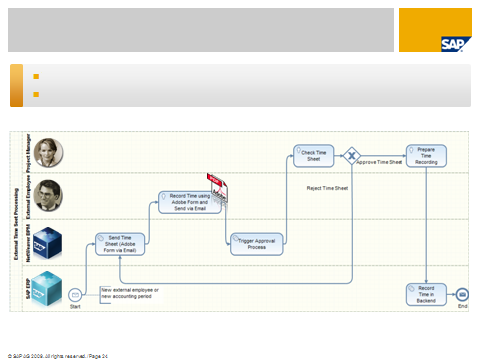 SAP
Check Time
Sheet
Prepare
Time
Recording
Approve Time Sheet
Reject Time Sheet
Record Time using
Adobe Form and
Send via Email
PDF
Adobe
Send Time
Sheet (Adobe
Form via Email)
Trigger Approval
Process
New external employee or
new accounting period
Start
Record
Time in
Backend
End
External Time Sheet Processing
Project Manager
External Employee
NetWeaver BPM
SAP ERP
© SAP AG 2009. All rights reserved. / Page 24